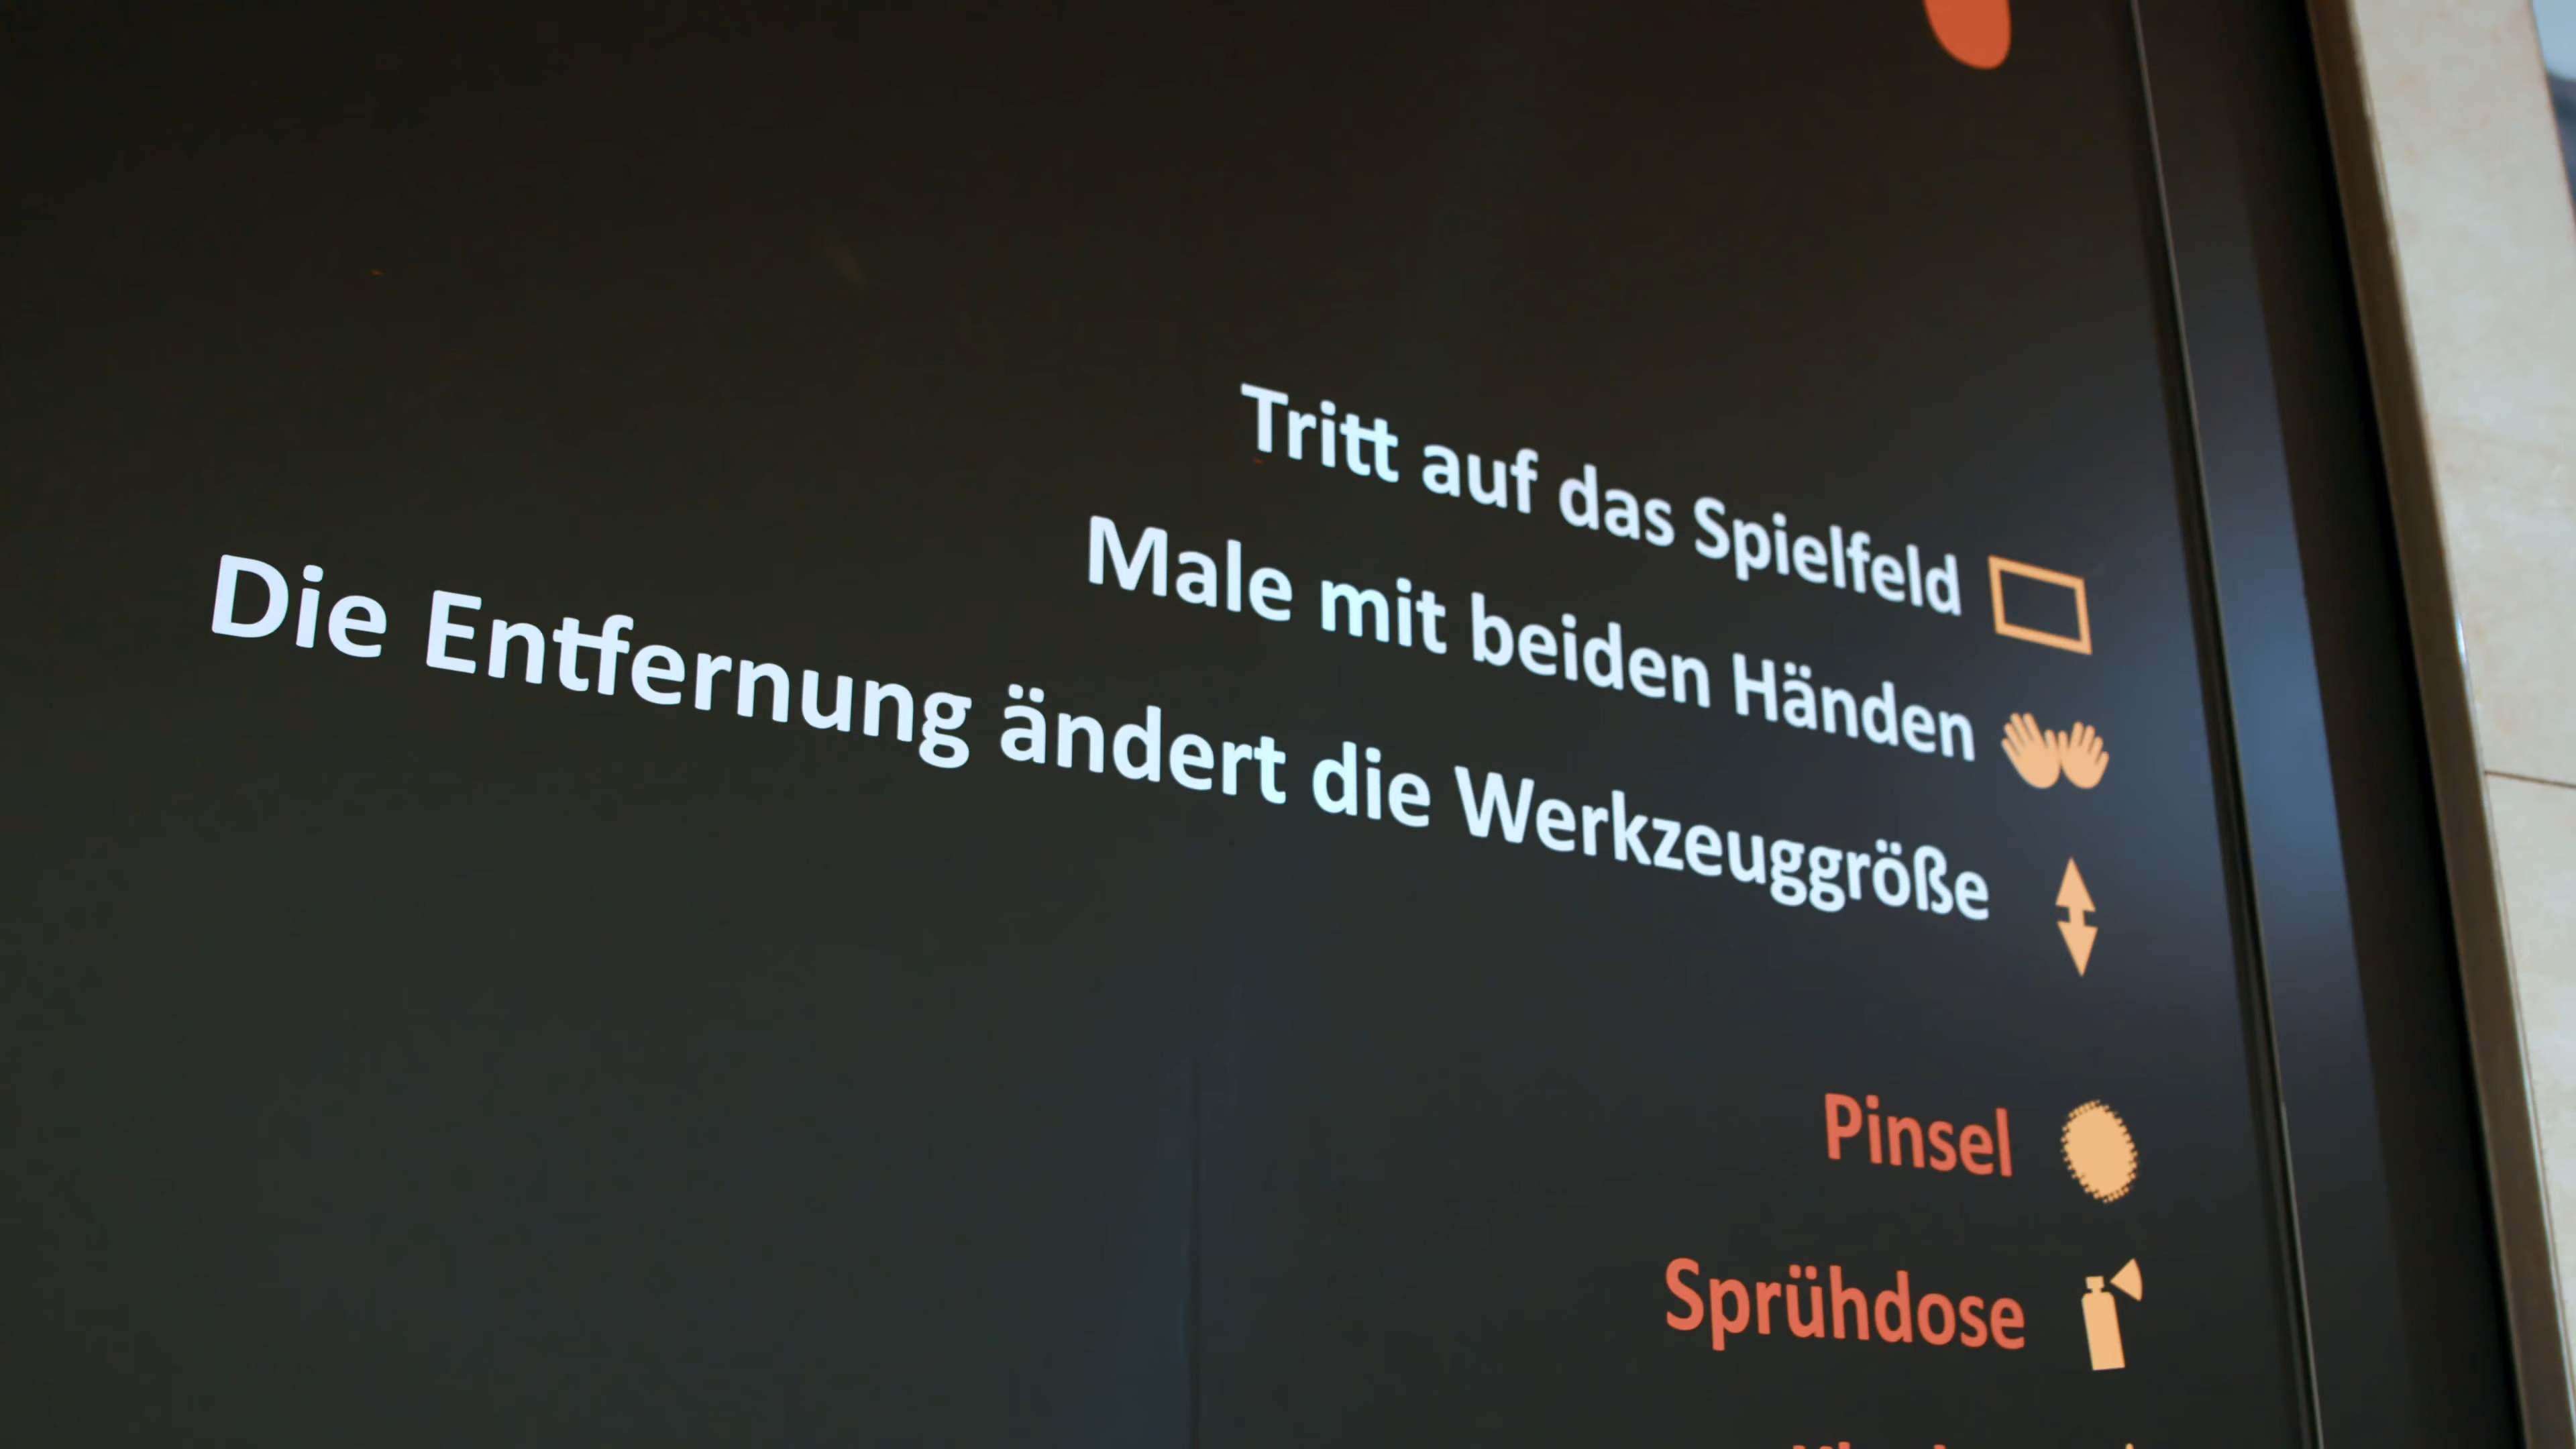 Tritt auf das Spielfeld
Male mit beiden Händen
Die Entfernung ändert die Werkzeuggröße
Pinsel
Sprühdose